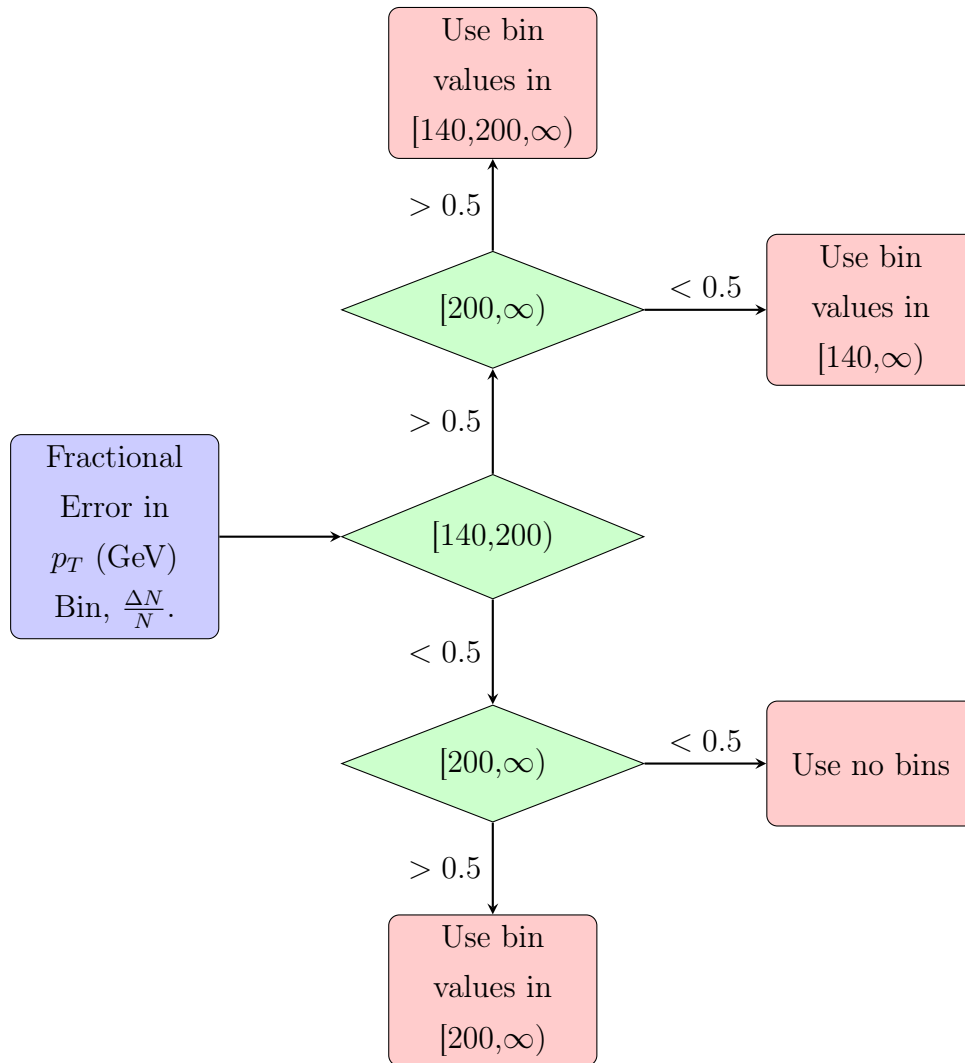 Use bin
values in
[140,200,∞)
> 0.5
[200,∞)
< 0.5
Use bin
values in
[140,∞)
> 0.5
Fractional
Error in
p_T (GeV)
Bin, \frac{ΔN}{N}.
[140,200)
< 0.5
[200,∞)
< 0.5
Use no bins
> 0.5
Use bin
values in
[200,∞)